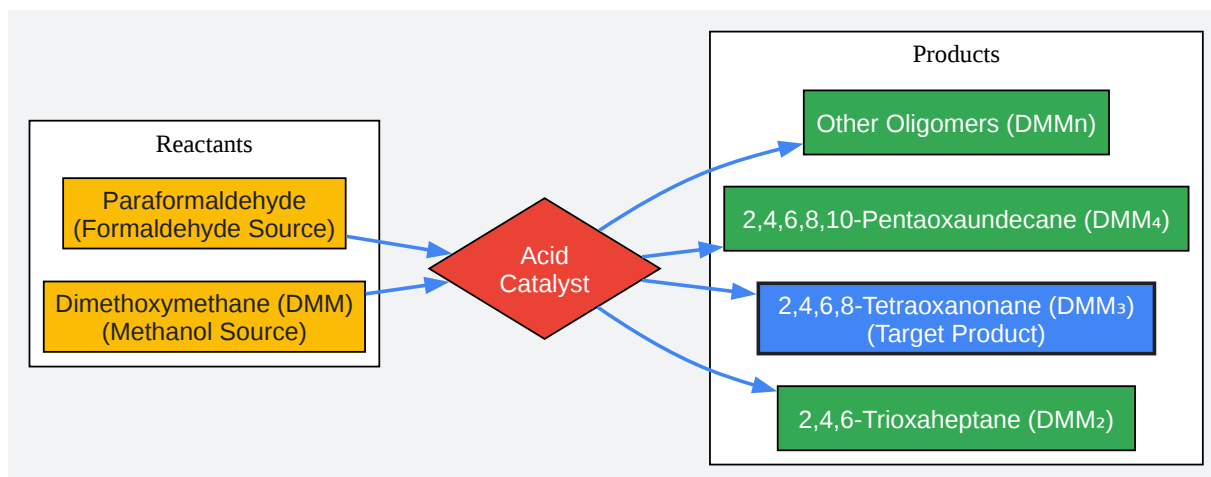 Reactants
Paraformaldehyde
(Formaldehyde Source)
Dimethoxymethane (DMM)
(Methanol Source)
Acid
Catalyst
Products
Other Oligomers (DMMn)
2,4,6,8,10-Pentaoxaundecane (DMM₄)
2,4,6,8-Tetraoxanonane (DMM₃)
(Target Product)
2,4,6-Trioxaheptane (DMM₂)